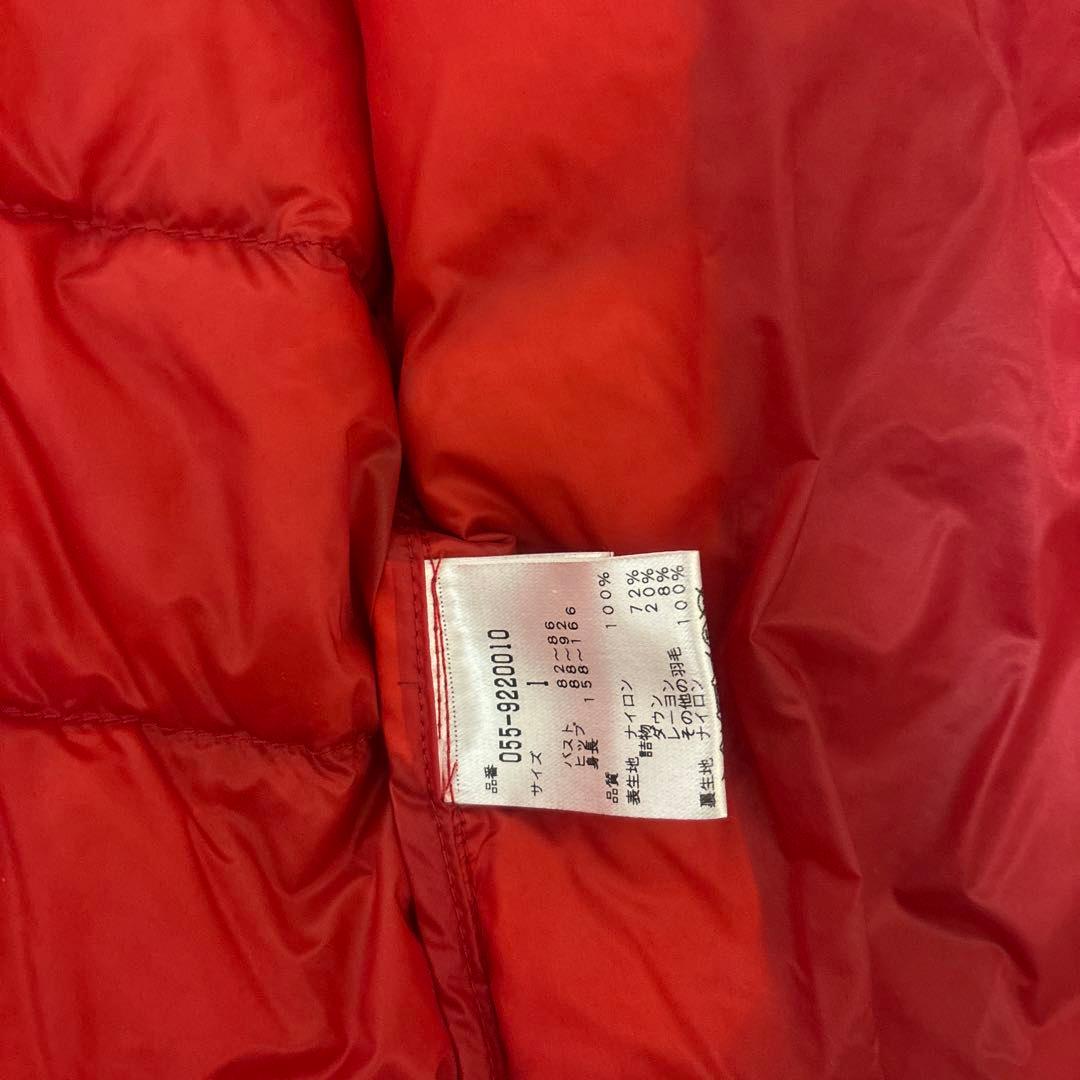 品番
055-9220010
サイズ 1
バスト 82~86
ヒップ 88~92
身長 158~166
品質
表生地 ナイロン 100%
詰物 ダウン 72%
レーヨン 20%
その他の羽毛 8%
裏生地 ナイロン 100%